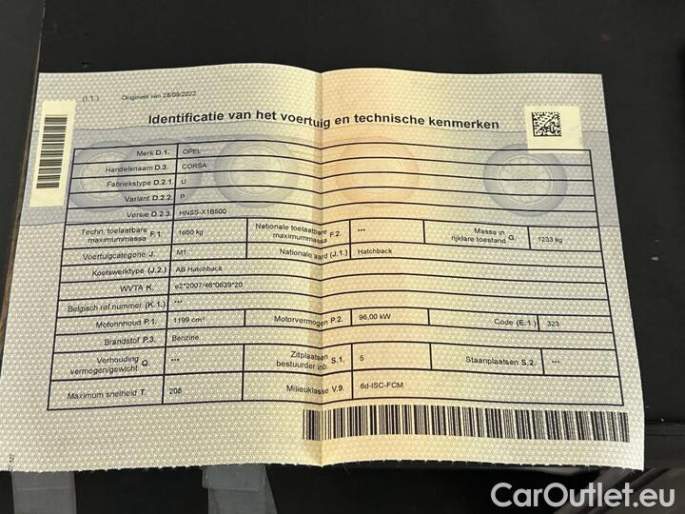 (I.1.) Origineel van 28/09/2022
Identificatie van het voertuig en technische kenmerken
Merk D.1. OPEL
Handelsnaam D.3. CORSA
Fabriekstype D.2.1. U
Variant D.2.2. P
Versie D.2.3. HNSS-X1B500
Techn. toelaatbare maximummassa F.1. 1660 kg Nationale toelaatbare maximummassa F.2. --- Massa in rijklare toestand G. 1233 kg
Voertuigcategorie J. M1 Nationale aard (J.1.) Hatchback
Koetswerktype (J.2.) AB Hatchback
WVTA K. e2*2007/46*0639*20
Belgisch ref.nummer (K.1.) ---
Motorinhoud P.1. 1199 cm³ Motorvermogen P.2. 96,00 kW Code (E.1.) 323
Brandstof P.3. Benzine
Verhouding vermogen/gewicht Q. --- Zitplaatsen bestuurder inb. S.1. 5 Staanplaatsen S.2. ---
Maximum snelheid T. 208 Milieuklasse V.9. 6d-ISC-FCM
CarOutlet.eu